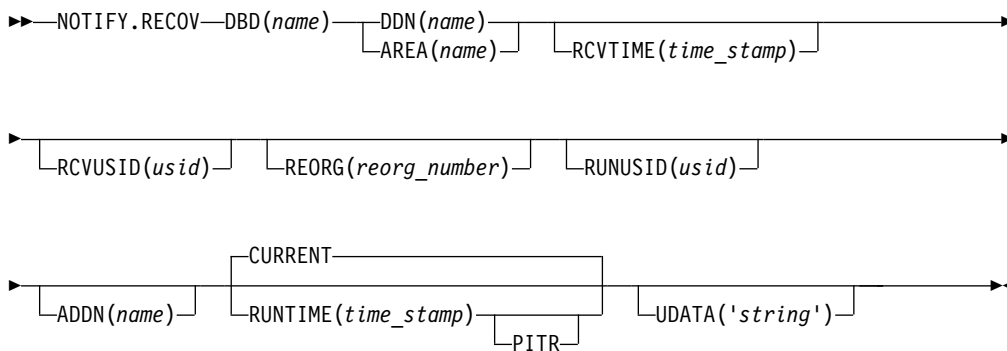 NOTIFY.RECOV DBD(name) DDN(name)
AREA(name) RCVTIME(time_stamp)
RCVUSID(usid) REORG(reorg_number) RUNUSID(usid)
CURRENT
ADDN(name) RUNTIME(time_stamp) UDATA('string')
PITR